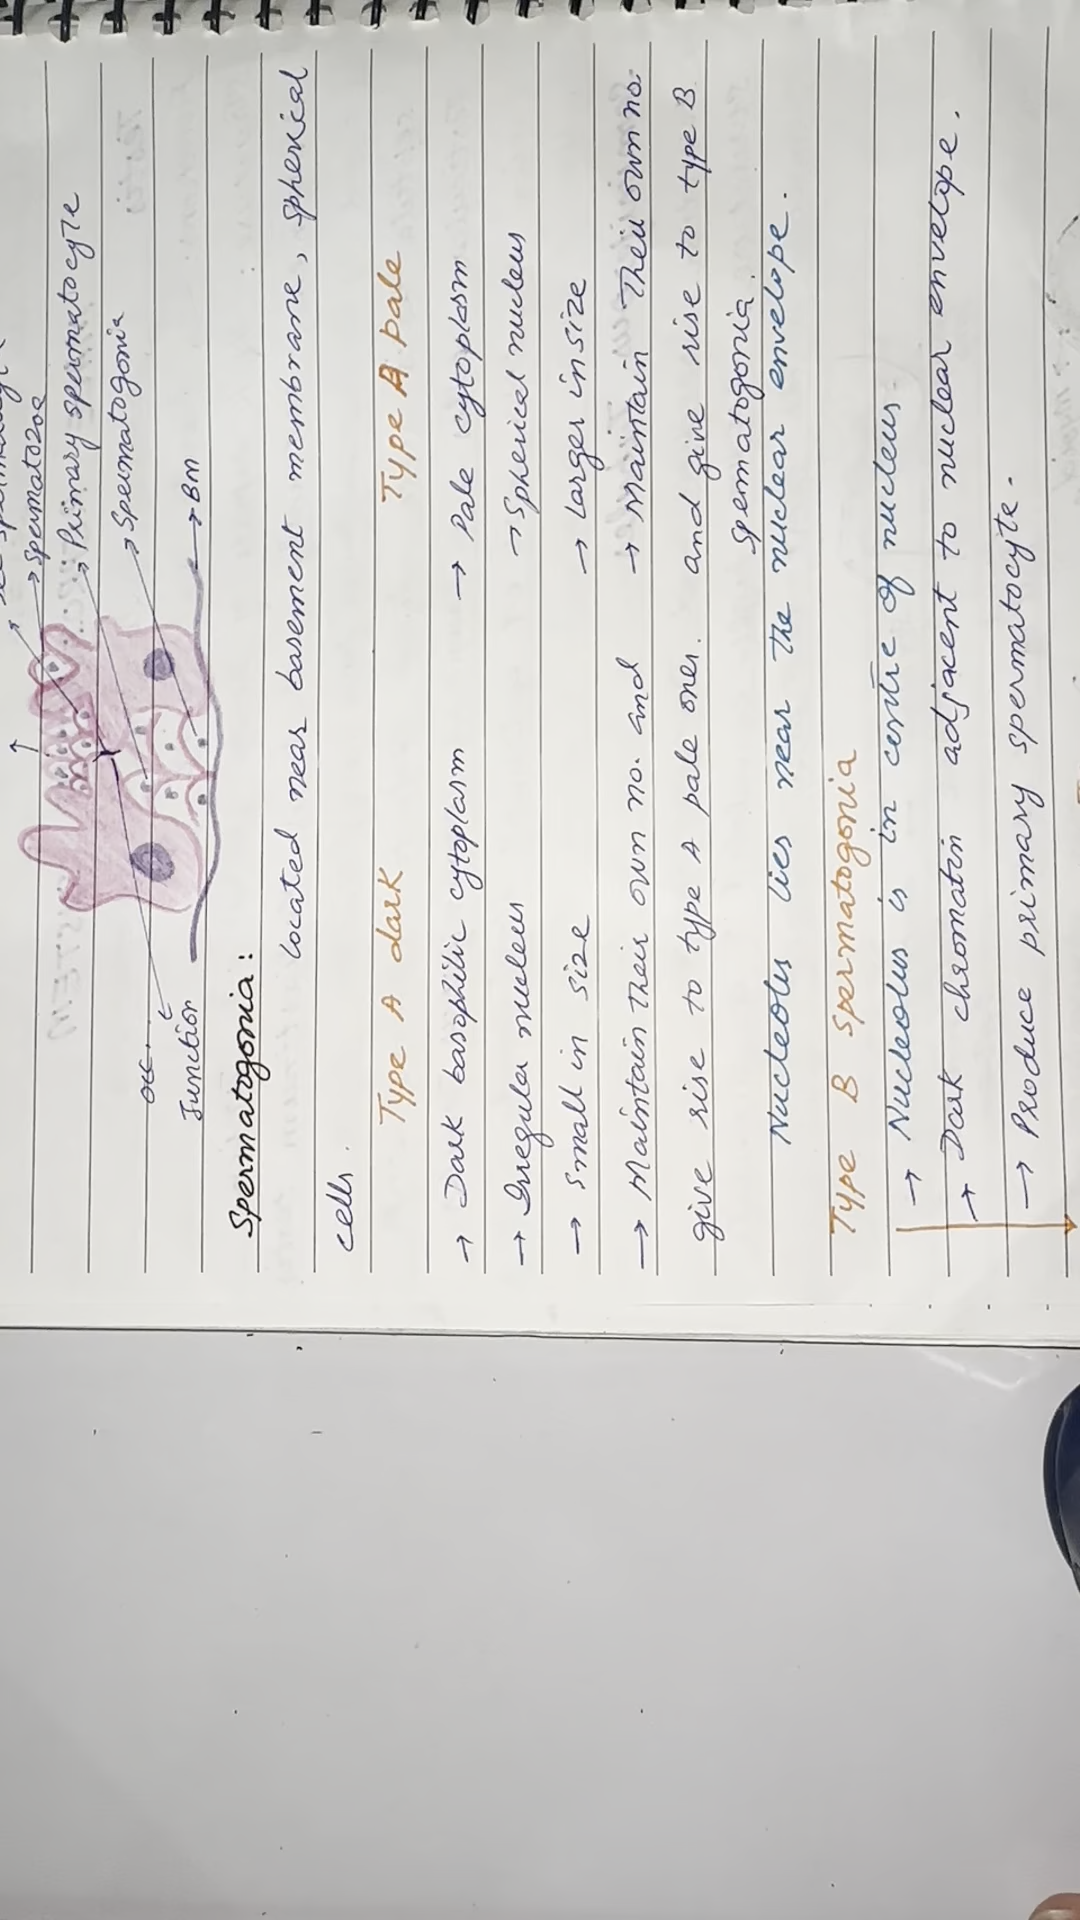 spermatozoa
Primary spermatocyte
Spermatogonia
BM
occ.
Junction
Spermatogonia:
Located near basement membrane, spherical
cells.
Type A dark Type A pale
→ Dark basophilic cytoplasm → Pale cytoplasm
→ Irregular nucleus → Spherical nucleus
→ small in size → Larger in size
→ Maintain their own no. and → Maintain Their own no.
give rise to type A pale ones. and give rise to type B
spermatogonia.
Nucleolus lies near the nuclear envelope.
Type B Spermatogonia
→ Nucleolus is in centre of nucleus.
→ Dark chromatin adjacent to nuclear envelope.
→ Produce primary spermatocyte.